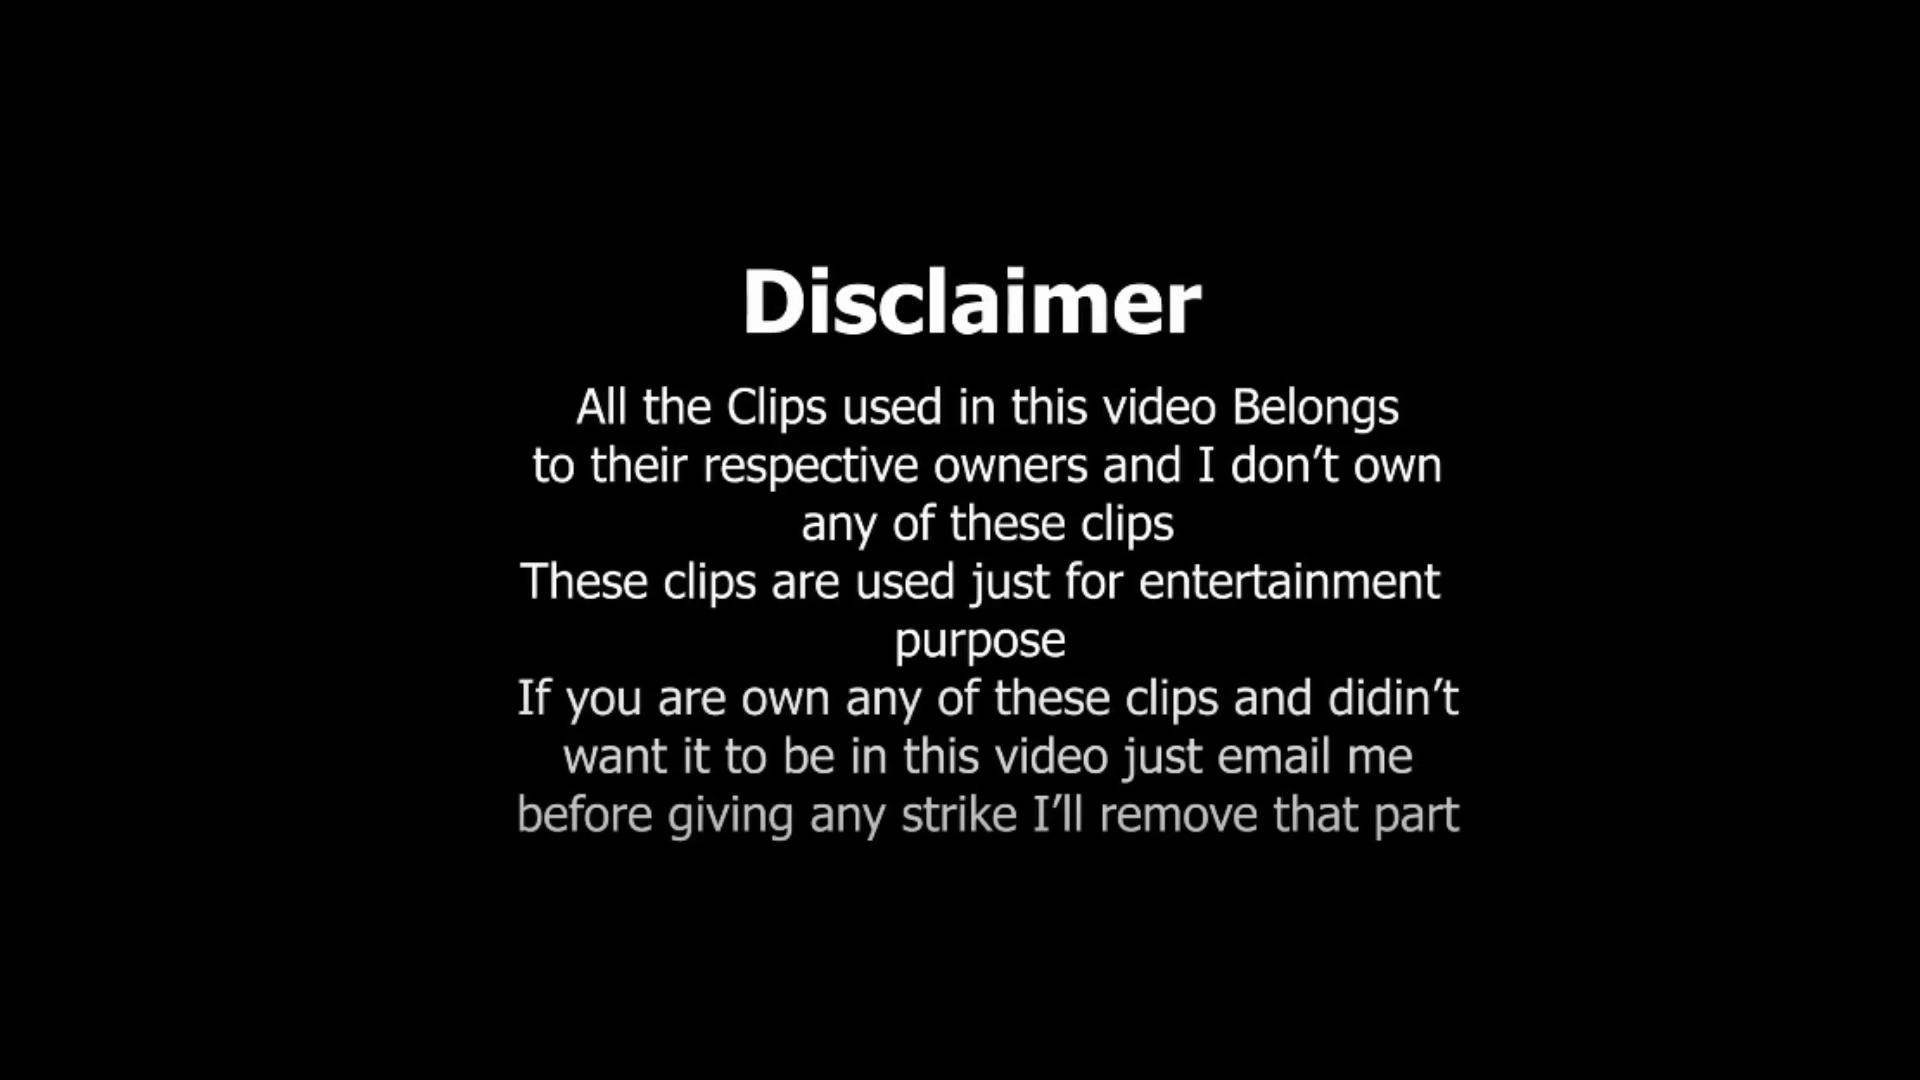 Disclaimer
All the Clips used in this video Belongs
to their respective owners and I don’t own
any of these clips
These clips are used just for entertainment
purpose
If you are own any of these clips and didin’t
want it to be in this video just email me
before giving any strike I’ll remove that part